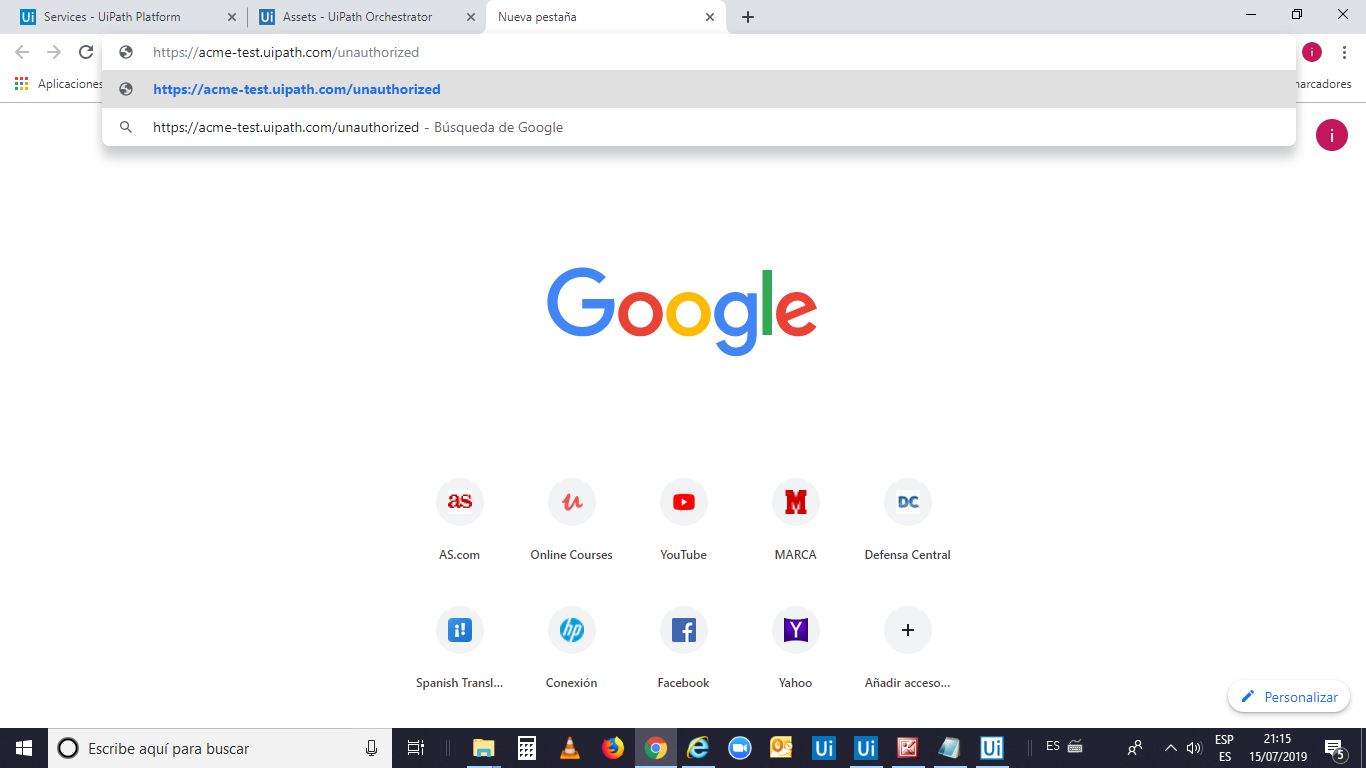 Services - UiPath Platform
Assets - UiPath Orchestrator
Nueva pestaña
https://acme-test.uipath.com/unauthorized
i
Aplicaciones
https://acme-test.uipath.com/unauthorized
marcadores
https://acme-test.uipath.com/unauthorized - Búsqueda de Google
i
Google
as
M
DC
AS.com
Online Courses
YouTube
MARCA
Defensa Central
i!
hp
f
Y
Spanish Transl...
Conexión
Facebook
Yahoo
Añadir acceso...
Personalizar
Escribe aquí para buscar
Ui
Ui
Ui
ES
ESP
ES
21:15
15/07/2019
5